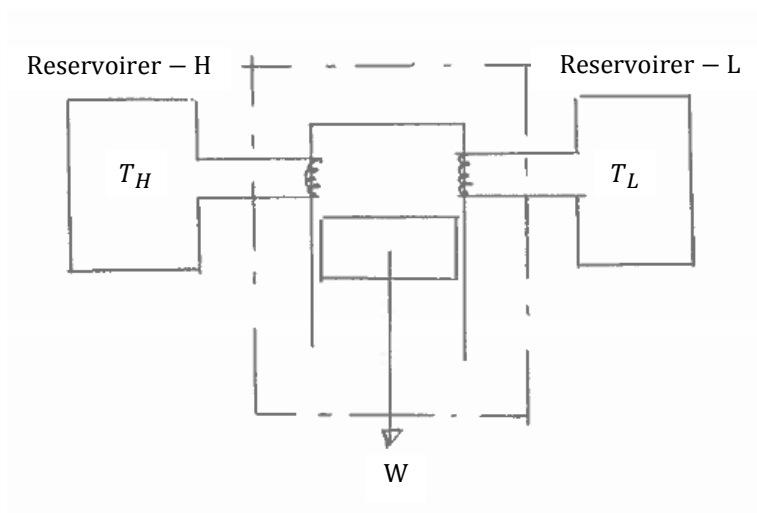 Reservoirer − H
Reservoirer − L
T_H
T_L
W